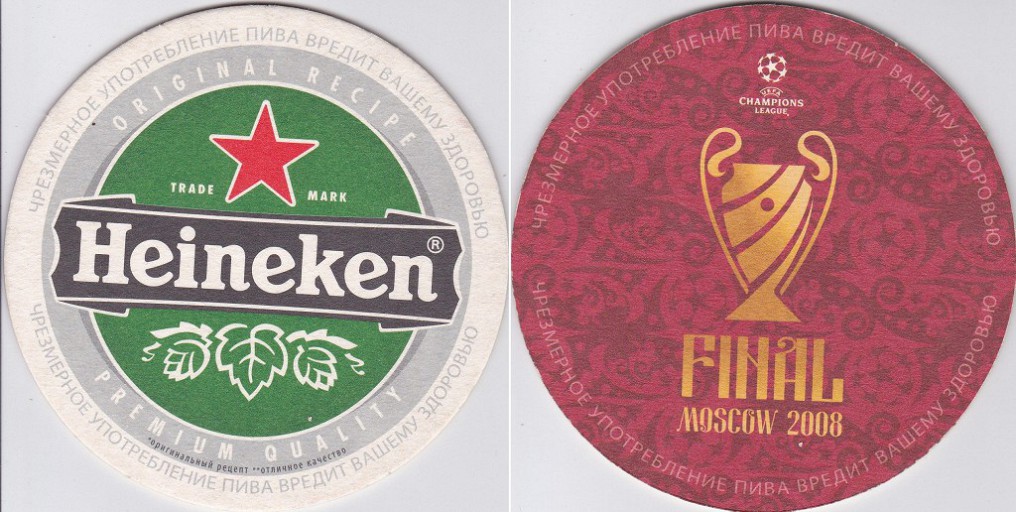 ЧРЕЗМЕРНОЕ УПОТРЕБЛЕНИЕ ПИВА ВРЕДИТ ВАШЕМУ ЗДОРОВЬЮ
ORIGINAL RECIPE
TRADE MARK
Heineken®
PREMIUM QUALITY
*оригинальный рецепт **отличное качество
ЧРЕЗМЕРНОЕ УПОТРЕБЛЕНИЕ ПИВА ВРЕДИТ ВАШЕМУ ЗДОРОВЬЮ
ЧРЕЗМЕРНОЕ УПОТРЕБЛЕНИЕ ПИВА ВРЕДИТ ВАШЕМУ ЗДОРОВЬЮ
UEFA
CHAMPIONS
LEAGUE
FINAL
MOSCOW 2008
ЧРЕЗМЕРНОЕ УПОТРЕБЛЕНИЕ ПИВА ВРЕДИТ ВАШЕМУ ЗДОРОВЬЮ